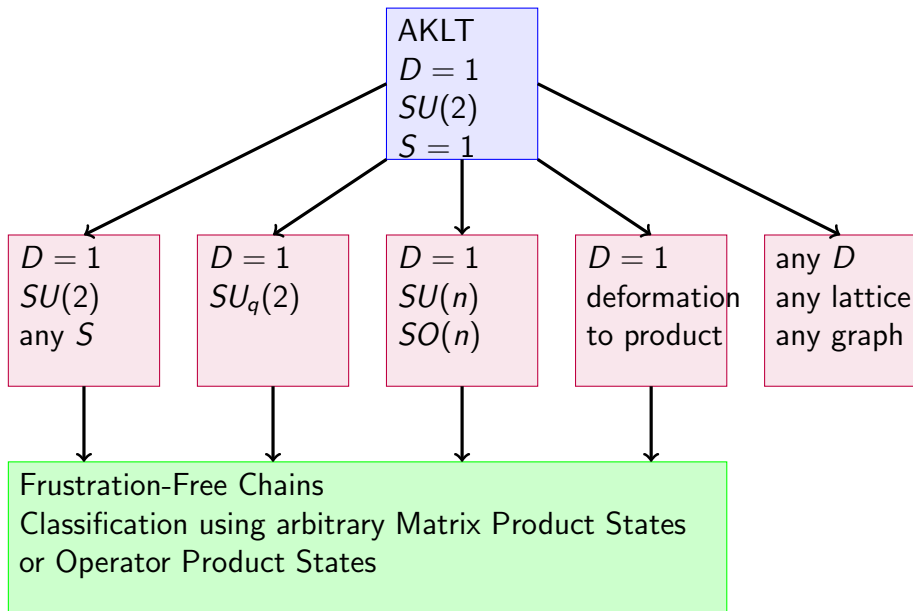 AKLT
D = 1
SU(2)
S = 1
D = 1
SU(2)
any S
D = 1
SU_q(2)
D = 1
SU(n)
SO(n)
D = 1
deformation
to product
any D
any lattice
any graph
Frustration-Free Chains
Classification using arbitrary Matrix Product States
or Operator Product States